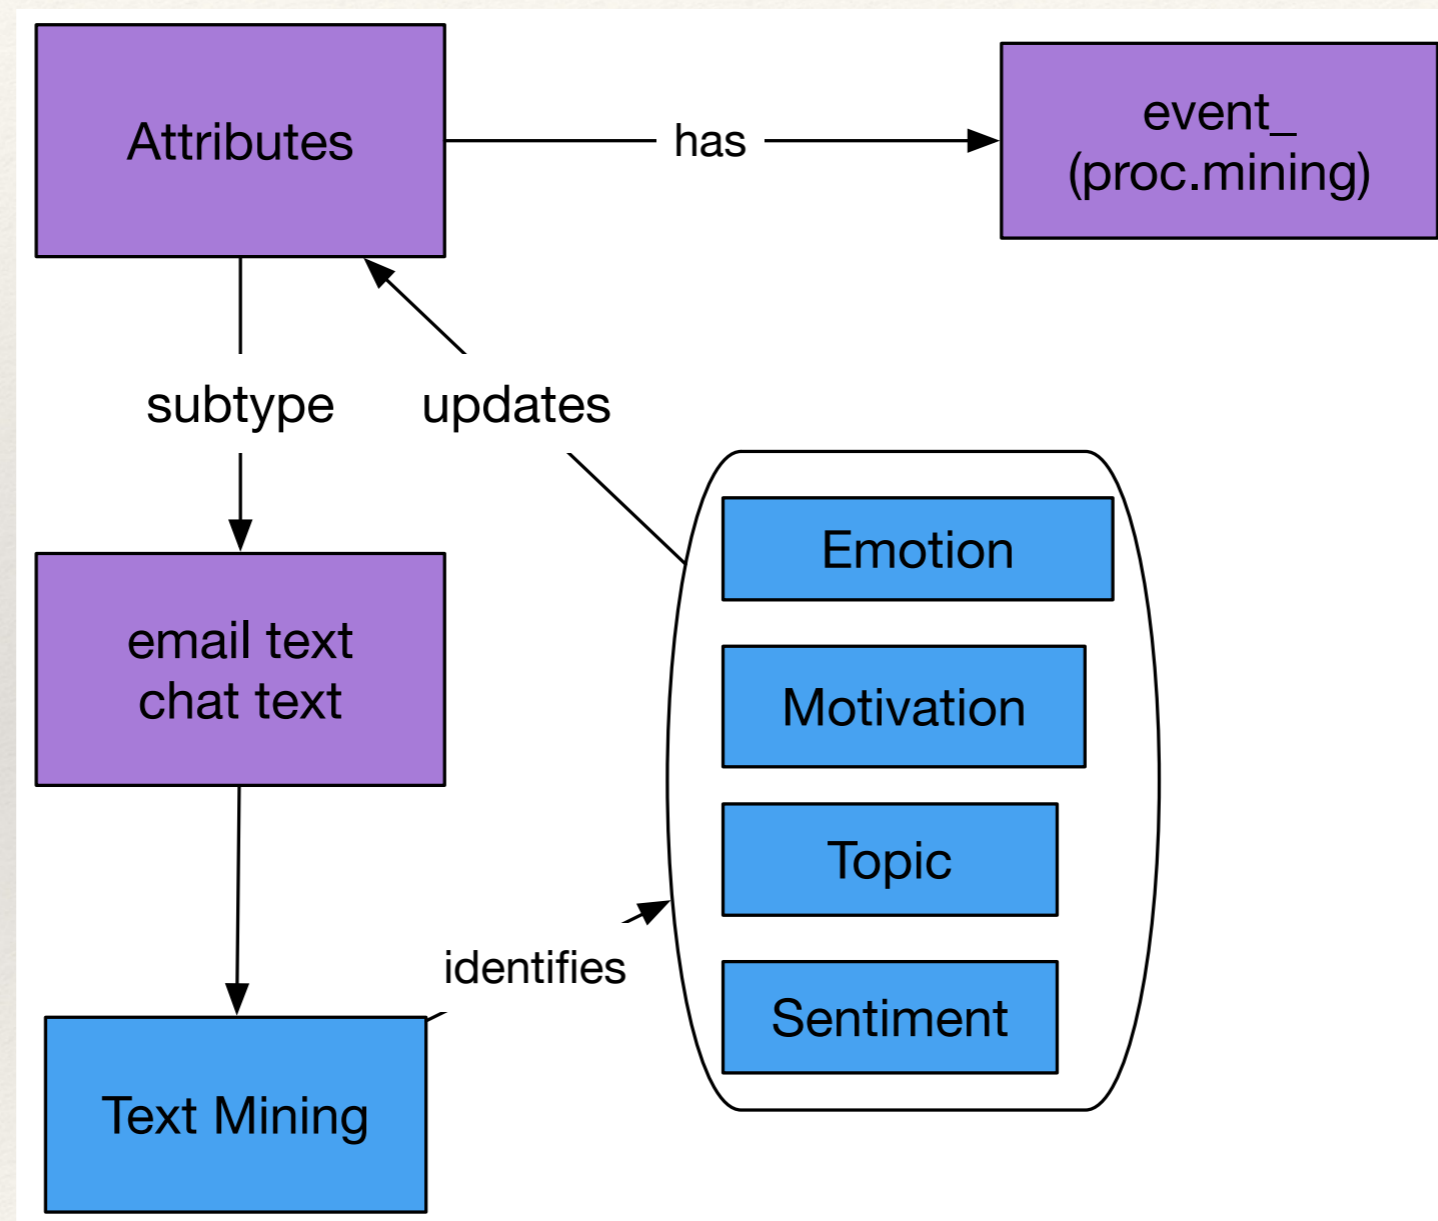 Attributes
has
event_
(proc.mining)
subtype
updates
Emotion
email text
chat text
Motivation
Topic
identifies
Sentiment
Text Mining